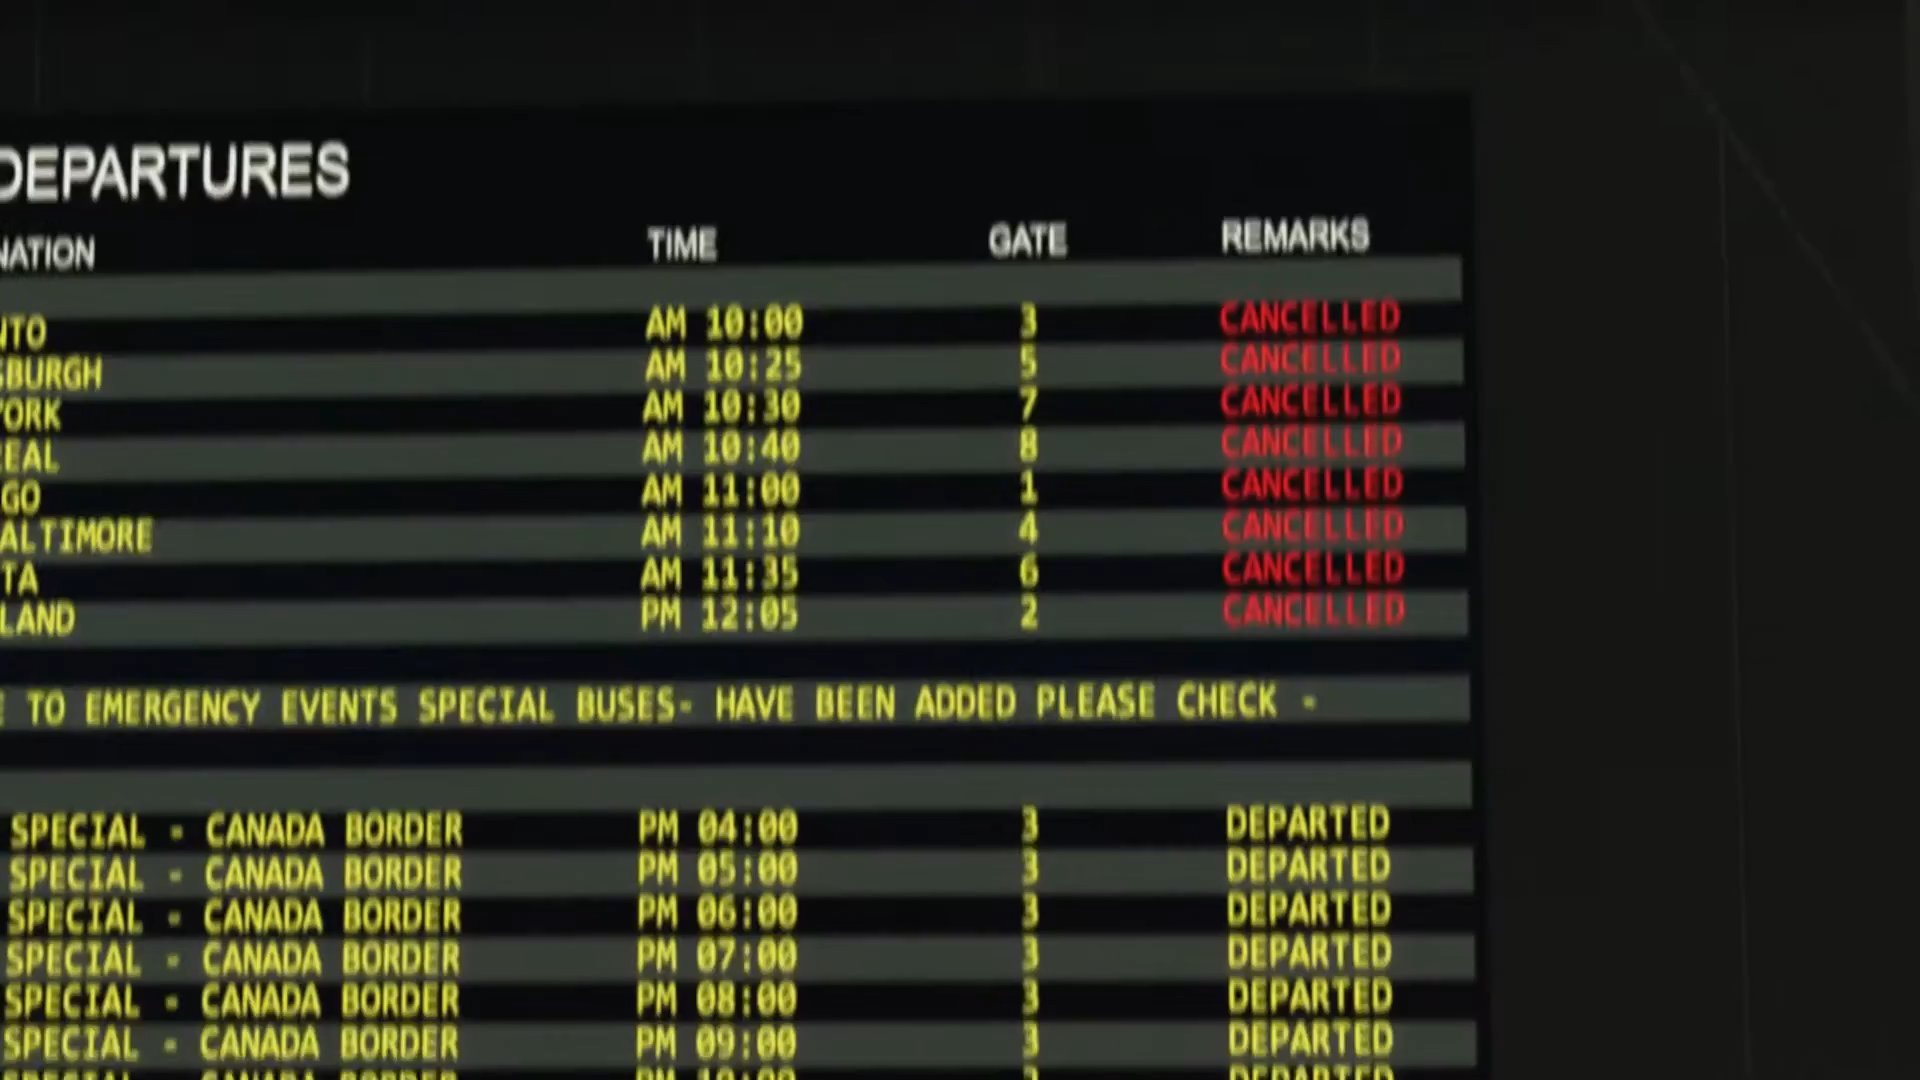 DEPARTURES
NATION TIME GATE REMARKS
NTO AM 10:00 3 CANCELLED
SBURGH AM 10:25 5 CANCELLED
YORK AM 10:30 7 CANCELLED
EAL AM 10:40 8 CANCELLED
GO AM 11:00 1 CANCELLED
ALTIMORE AM 11:10 4 CANCELLED
TA AM 11:35 6 CANCELLED
LAND PM 12:05 2 CANCELLED
E TO EMERGENCY EVENTS SPECIAL BUSES- HAVE BEEN ADDED PLEASE CHECK -
SPECIAL - CANADA BORDER PM 04:00 3 DEPARTED
SPECIAL - CANADA BORDER PM 05:00 3 DEPARTED
SPECIAL - CANADA BORDER PM 06:00 3 DEPARTED
SPECIAL - CANADA BORDER PM 07:00 3 DEPARTED
SPECIAL - CANADA BORDER PM 08:00 3 DEPARTED
SPECIAL - CANADA BORDER PM 09:00 3 DEPARTED